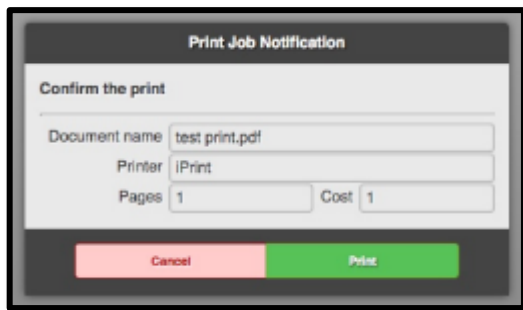 Print Job Notification
Confirm the print
Document name test print.pdf
Printer iPrint
Pages 1 Cost 1
Cancel Print